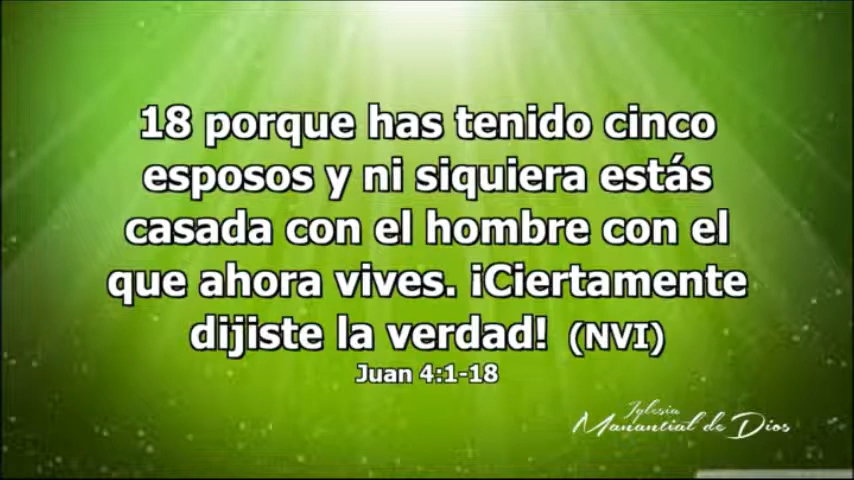 18 porque has tenido cinco
esposos y ni siquiera estás
casada con el hombre con el
que ahora vives. ¡Ciertamente
dijiste la verdad! (NVI)
Juan 4:1-18
Iglesia
Manantial de Dios